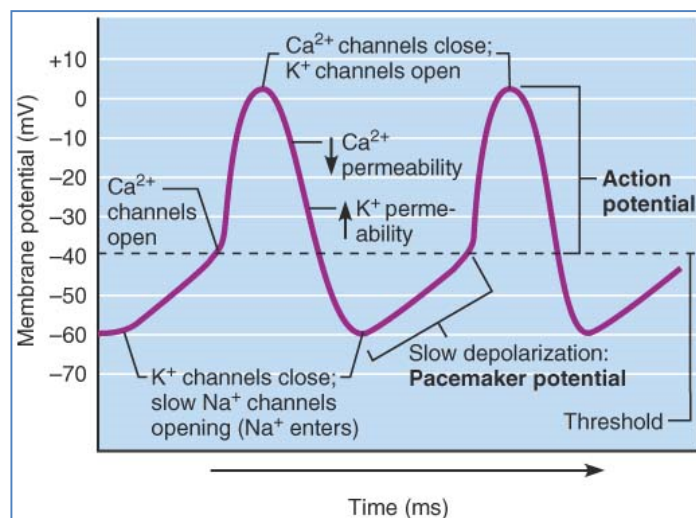 Membrane potential (mV)
+10
0
–10
–20
–30
–40
–50
–60
–70
Ca²⁺ channels close;
K⁺ channels open
Ca²⁺
permeability
K⁺ perme-
ability
Ca²⁺
channels
open
Action
potential
Slow depolarization:
Pacemaker potential
K⁺ channels close;
slow Na⁺ channels
opening (Na⁺ enters)
Threshold
Time (ms)